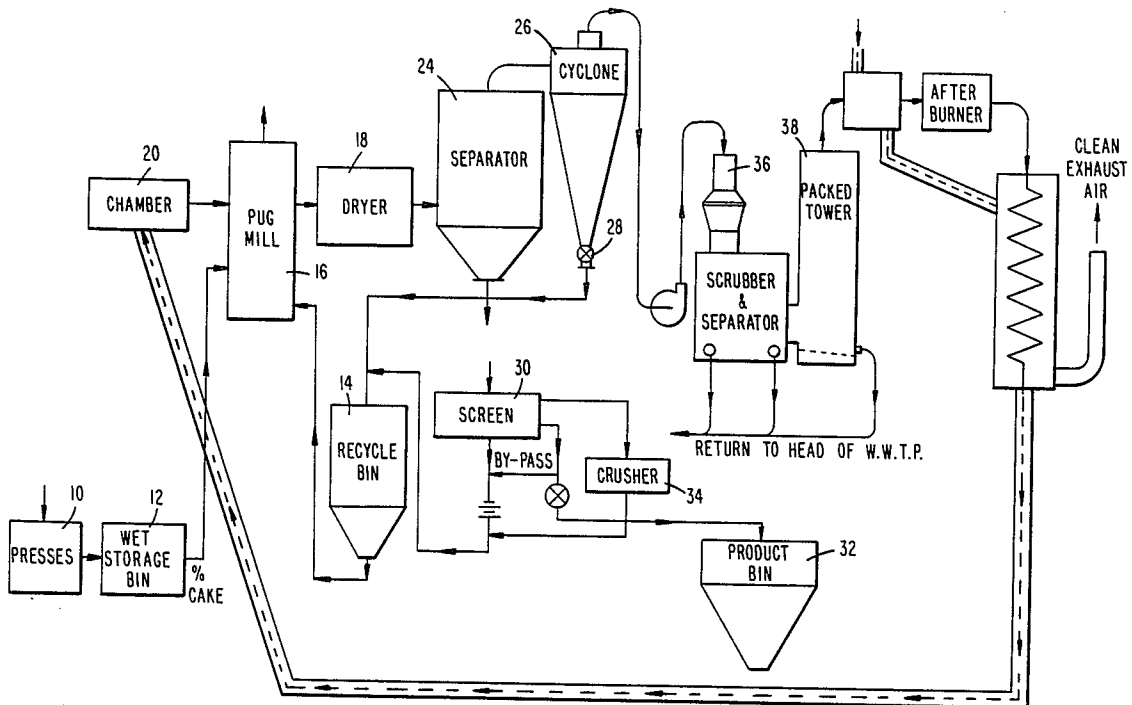 26
CYCLONE
24
SEPARATOR
AFTER
BURNER
38
PACKED
TOWER
36
CLEAN
EXHAUST
AIR
20
CHAMBER
18
DRYER
PUG
MILL
16
28
SCRUBBER
&
SEPARATOR
14
RECYCLE
BIN
30
SCREEN
BY-PASS
CRUSHER
34
RETURN TO HEAD OF W.W.T.P.
10
PRESSES
12
WET
STORAGE
BIN
%
CAKE
PRODUCT
BIN
32